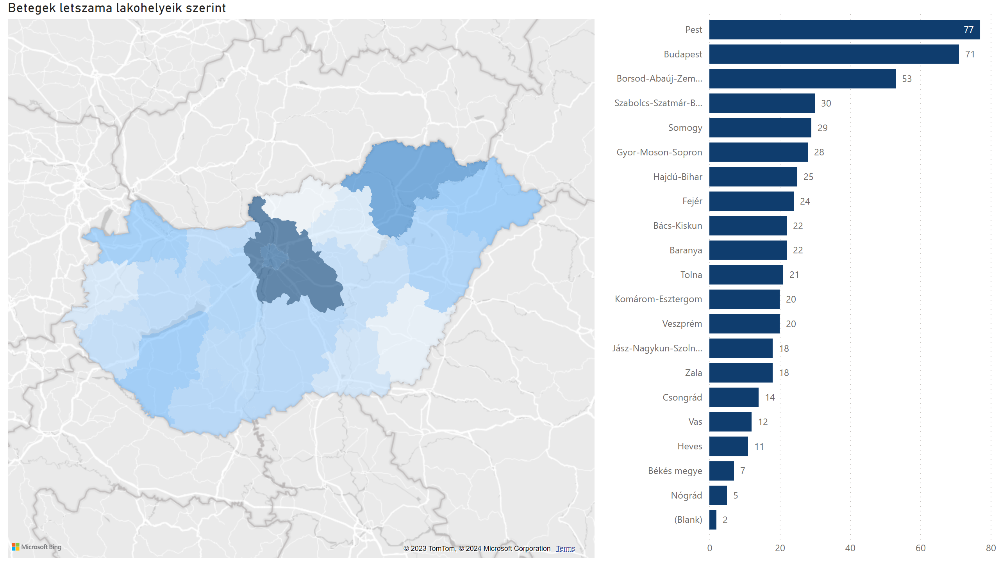 Betegek letszama lakohelyeik szerint
Pest 77
Budapest 71
Borsod-Abaúj-Zem... 53
Szabolcs-Szatmár-B... 30
Somogy 29
Gyor-Moson-Sopron 28
Hajdú-Bihar 25
Fejér 24
Bács-Kiskun 22
Baranya 22
Tolna 21
Komárom-Esztergom 20
Veszprém 20
Jász-Nagykun-Szoln... 18
Zala 18
Csongrád 14
Vas 12
Heves 11
Békés megye 7
Nógrád 5
(Blank) 2
0 20 40 60 80
Microsoft Bing
© 2023 TomTom, © 2024 Microsoft Corporation Terms